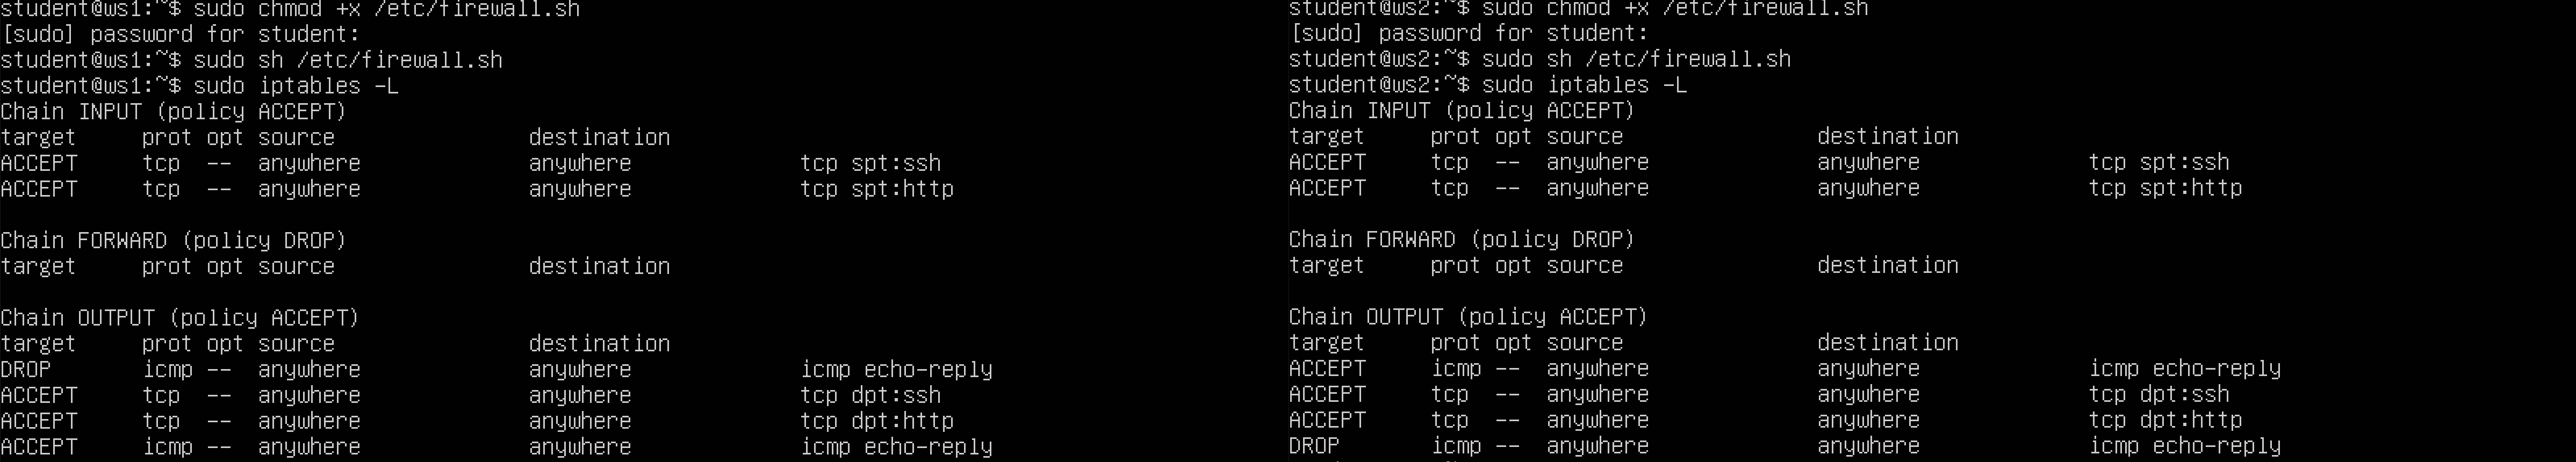 student@ws1:~$ sudo chmod +x /etc/firewall.sh
[sudo] password for student:
student@ws1:~$ sudo sh /etc/firewall.sh
student@ws1:~$ sudo iptables -L
Chain INPUT (policy ACCEPT)
target     prot opt source               destination
ACCEPT     tcp  --  anywhere             anywhere             tcp spt:ssh
ACCEPT     tcp  --  anywhere             anywhere             tcp spt:http
Chain FORWARD (policy DROP)
target     prot opt source               destination
Chain OUTPUT (policy ACCEPT)
target     prot opt source               destination
DROP       icmp --  anywhere             anywhere             icmp echo-reply
ACCEPT     tcp  --  anywhere             anywhere             tcp dpt:ssh
ACCEPT     tcp  --  anywhere             anywhere             tcp dpt:http
ACCEPT     icmp --  anywhere             anywhere             icmp echo-reply
student@ws2:~$ sudo chmod +x /etc/firewall.sh
[sudo] password for student:
student@ws2:~$ sudo sh /etc/firewall.sh
student@ws2:~$ sudo iptables -L
Chain INPUT (policy ACCEPT)
target     prot opt source               destination
ACCEPT     tcp  --  anywhere             anywhere             tcp spt:ssh
ACCEPT     tcp  --  anywhere             anywhere             tcp spt:http
Chain FORWARD (policy DROP)
target     prot opt source               destination
Chain OUTPUT (policy ACCEPT)
target     prot opt source               destination
ACCEPT     icmp --  anywhere             anywhere             icmp echo-reply
ACCEPT     tcp  --  anywhere             anywhere             tcp dpt:ssh
ACCEPT     tcp  --  anywhere             anywhere             tcp dpt:http
DROP       icmp --  anywhere             anywhere             icmp echo-reply